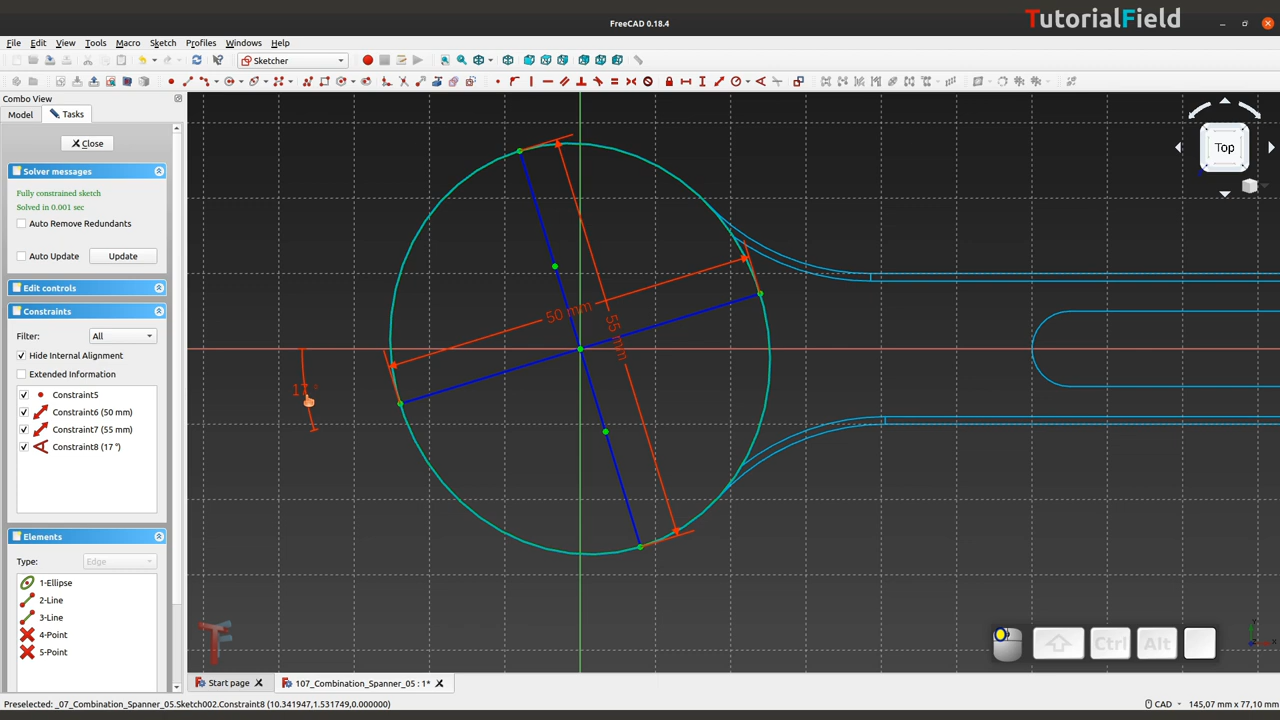 FreeCAD 0.18.4
TutorialField
File Edit View Tools Macro Sketch Profiles Windows Help
Sketcher
Combo View
Model Tasks
Close
Solver messages
Fully constrained sketch
Solved in 0.001 sec
Auto Remove Redundants
Auto Update Update
Edit controls
Constraints
Filter: All
Hide Internal Alignment
Extended Information
Constraint5
Constraint6 (50 mm)
Constraint7 (55 mm)
Constraint8 (17 °)
Elements
Type: Edge
1-Ellipse
2-Line
3-Line
4-Point
5-Point
50 mm
55 mm
17 °
Top
Ctrl Alt
Start page 107_Combination_Spanner_05 : 1*
Preselected: _07_Combination_Spanner_05.Sketch002.Constraint8 (10.341947,1.531749,0.000000)
CAD 145,07 mm x 77,10 mm